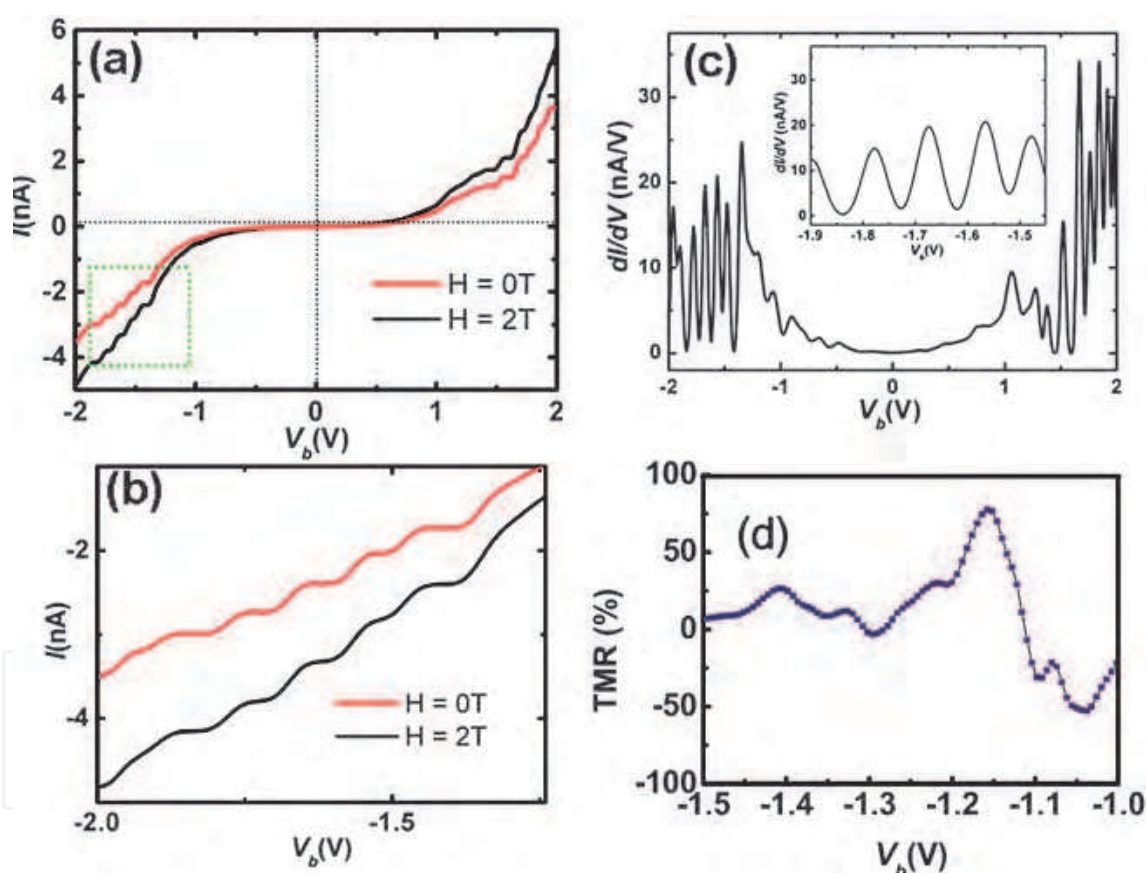 (a)
I(nA)
6
4
2
0
-2
-4
H = 0T
H = 2T
-2
-1
0
1
2
V_b(V)
(c)
dI/dV (nA/V)
30
20
10
0
-2
-1
0
1
2
V_b(V)
dI/dV (nA/V)
30
20
10
0
-1.9
-1.8
-1.7
-1.6
-1.5
V_b(V)
(b)
I(nA)
-2
-4
H = 0T
H = 2T
-2.0
-1.5
V_b(V)
(d)
TMR (%)
100
50
0
-50
-100
-1.5
-1.4
-1.3
-1.2
-1.1
-1.0
V_b(V)